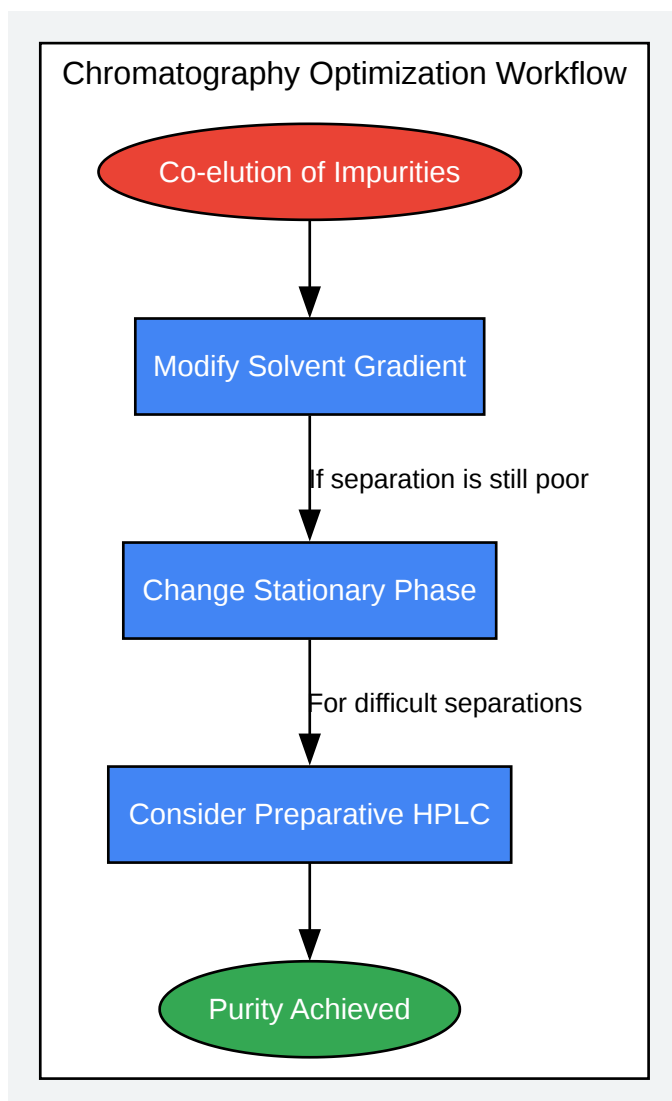 Chromatography Optimization Workflow
Co-elution of Impurities
Modify Solvent Gradient
If separation is still poor
Change Stationary Phase
For difficult separations
Consider Preparative HPLC
Purity Achieved